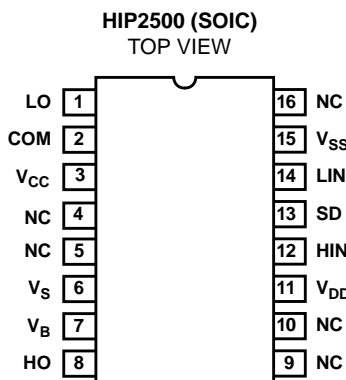 HIP2500 (SOIC)
TOP VIEW
LO 1 16 NC
COM 2 15 VSS
VCC 3 14 LIN
NC 4 13 SD
NC 5 12 HIN
VS 6 11 VDD
VB 7 10 NC
HO 8 9 NC